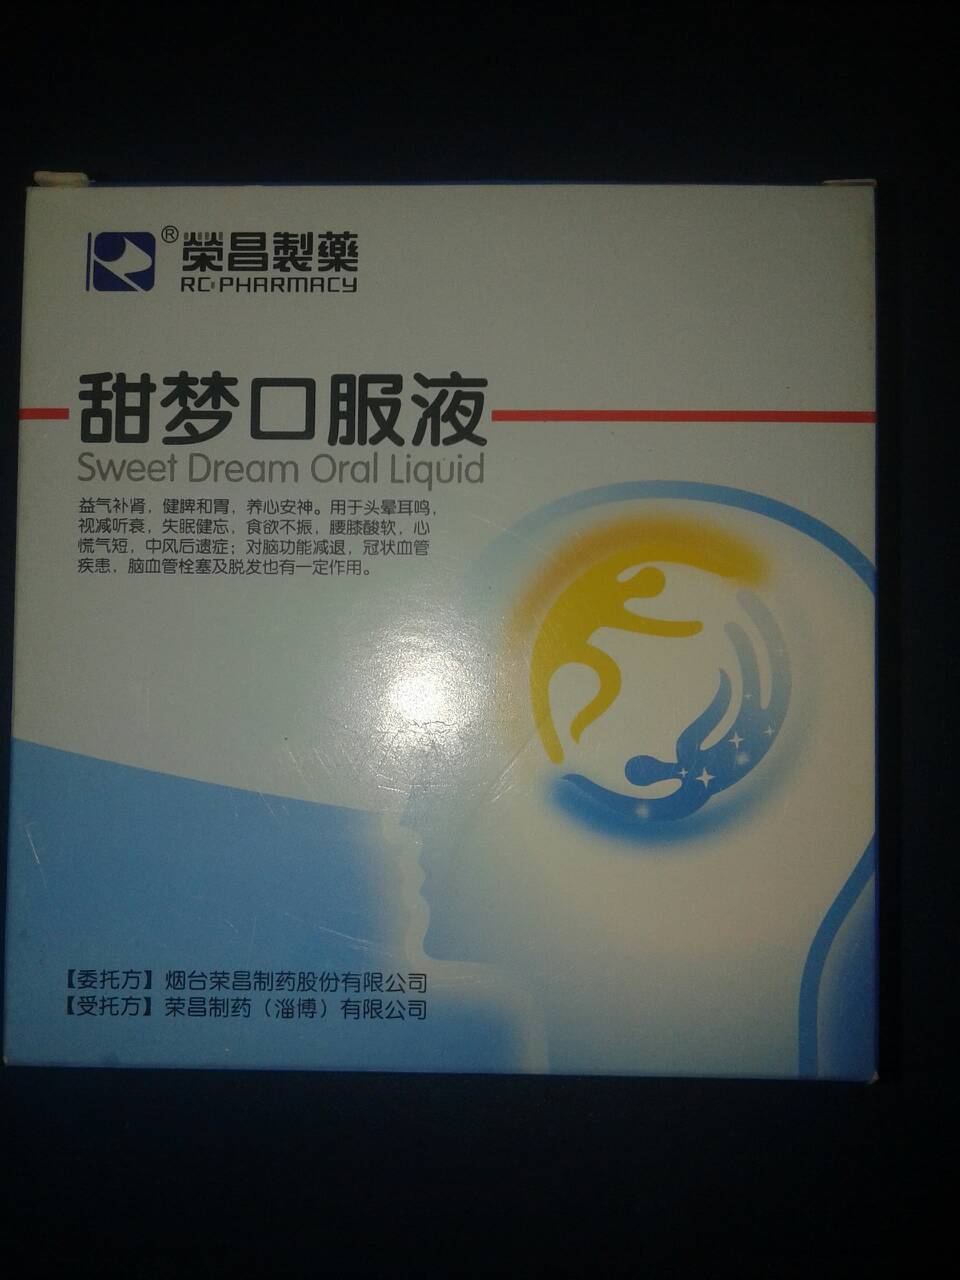 ®榮昌製藥
RC PHARMACY
甜梦口服液
Sweet Dream Oral Liquid
益气补肾，健脾和胃，养心安神。用于头晕耳鸣，
视减听衰，失眠健忘，食欲不振，腰膝酸软，心
慌气短，中风后遗症；对脑功能减退，冠状血管
疾患，脑血管栓塞及脱发也有一定作用。
【委托方】烟台荣昌制药股份有限公司
【受托方】荣昌制药（淄博）有限公司